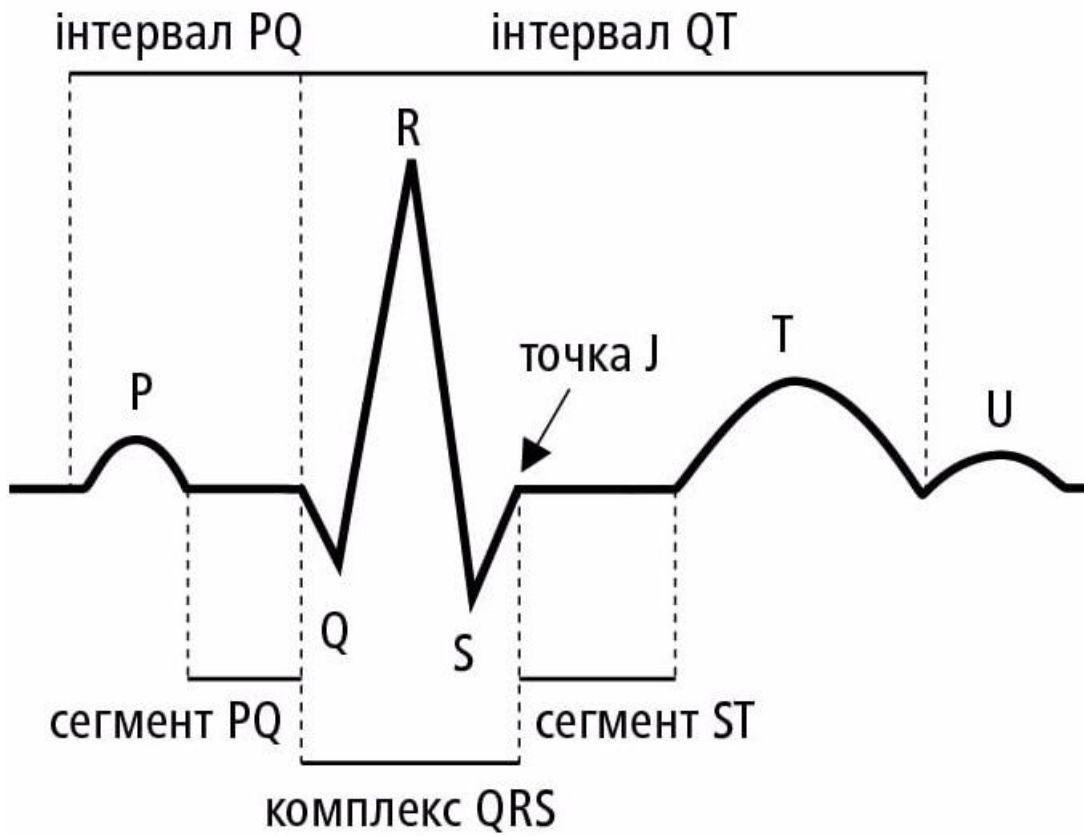 інтервал PQ
інтервал QT
R
точка J
T
P
U
Q
S
сегмент PQ
сегмент ST
комплекс QRS